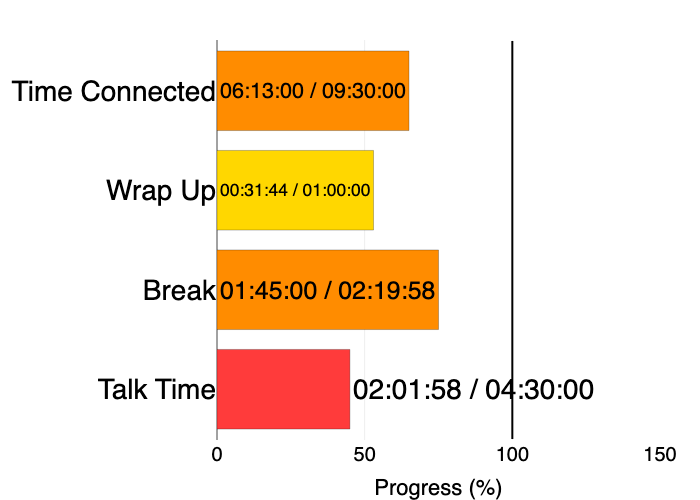 Time Connected 06:13:00 / 09:30:00
Wrap Up 00:31:44 / 01:00:00
Break 01:45:00 / 02:19:58
Talk Time 02:01:58 / 04:30:00
0 50 100 150
Progress (%)